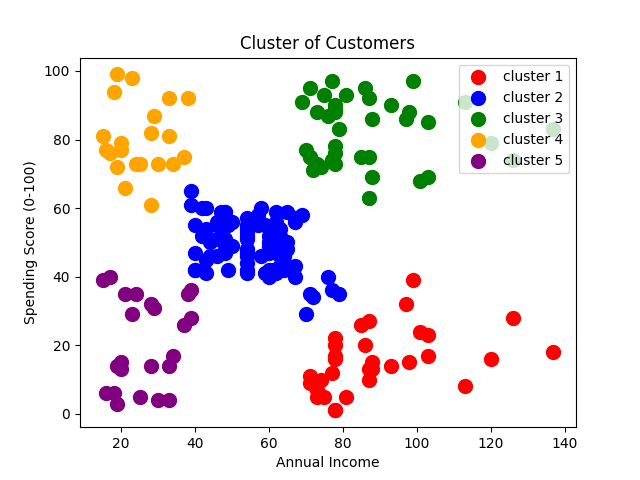 Cluster of Customers
cluster 1
cluster 2
cluster 3
cluster 4
cluster 5
100
80
60
40
20
0
Spending Score (0-100)
20 40 60 80 100 120 140
Annual Income